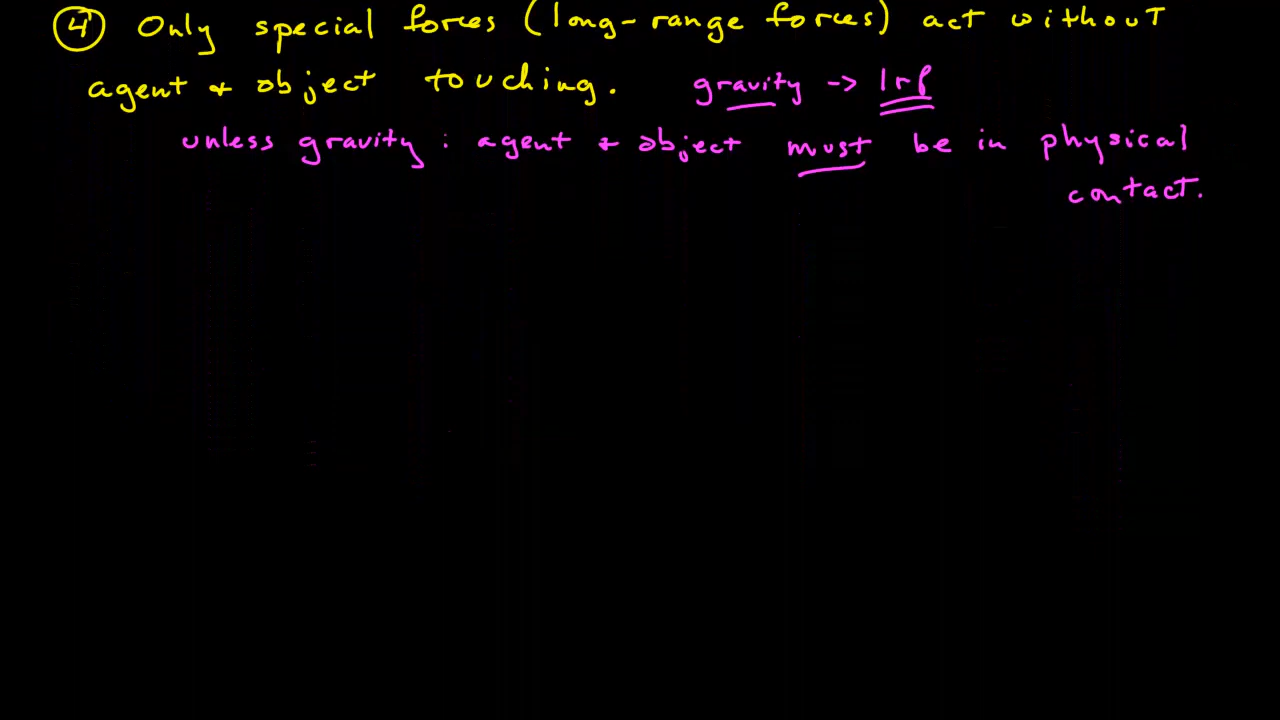 ④ Only special forces (long-range forces) act without
agent & object touching. gravity -> lrf
unless gravity : agent & object must be in physical
contact.